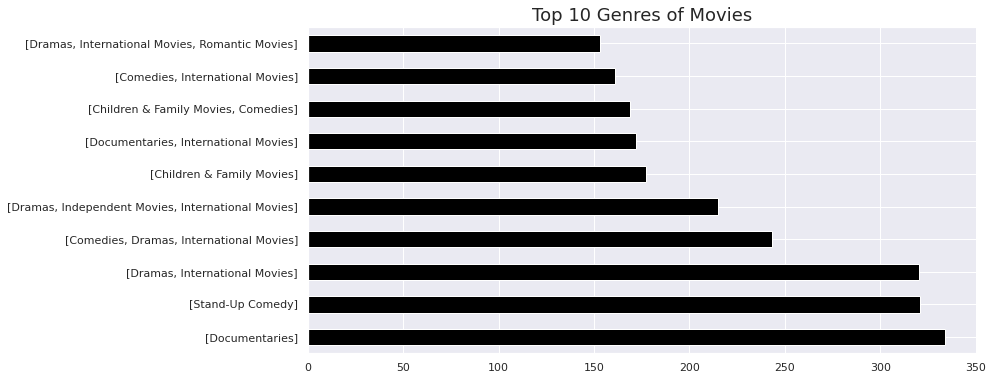 Top 10 Genres of Movies
[Dramas, International Movies, Romantic Movies]
[Comedies, International Movies]
[Children & Family Movies, Comedies]
[Documentaries, International Movies]
[Children & Family Movies]
[Dramas, Independent Movies, International Movies]
[Comedies, Dramas, International Movies]
[Dramas, International Movies]
[Stand-Up Comedy]
[Documentaries]
0 50 100 150 200 250 300 350